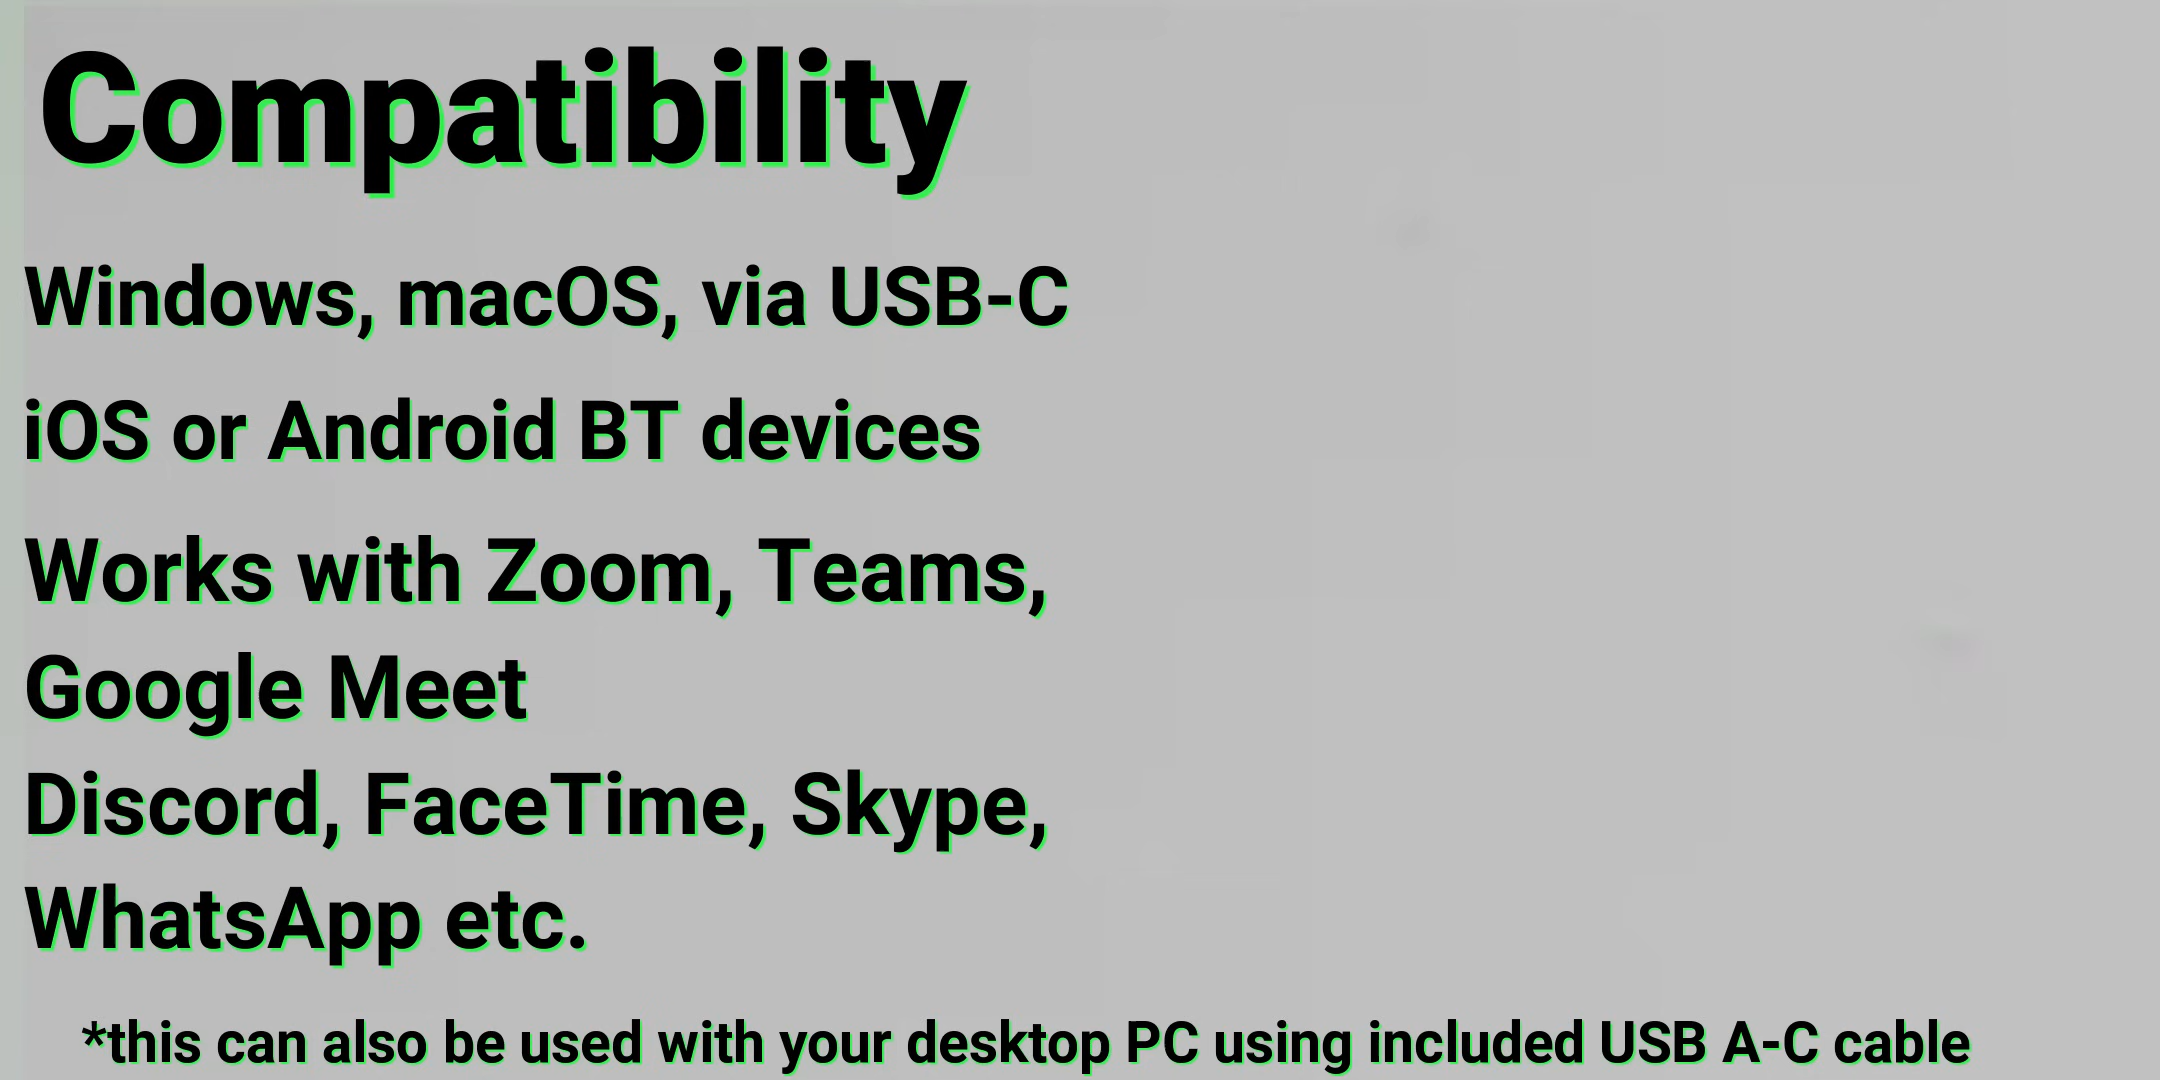 Compatibility
Windows, macOS, via USB-C
iOS or Android BT devices
Works with Zoom, Teams,
Google Meet
Discord, FaceTime, Skype,
WhatsApp etc.
*this can also be used with your desktop PC using included USB A-C cable